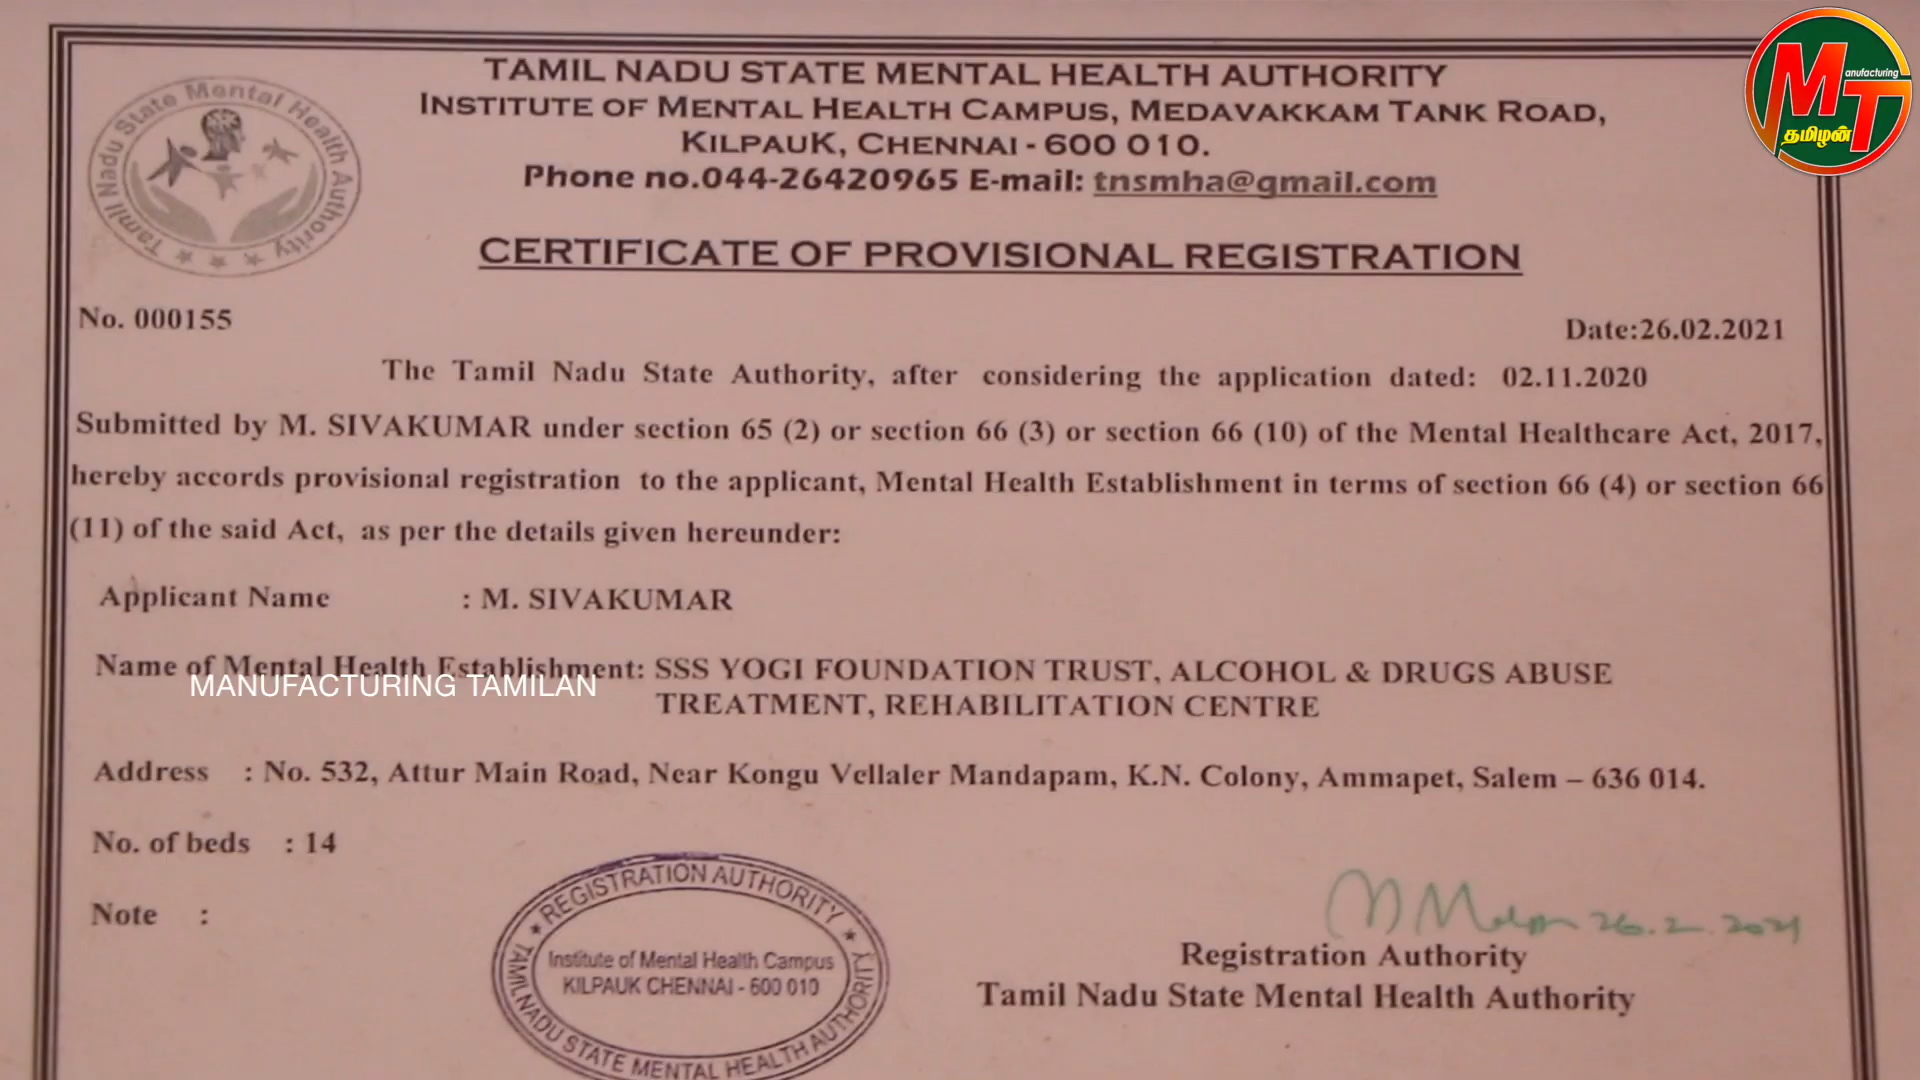 TAMIL NADU STATE MENTAL HEALTH AUTHORITY
INSTITUTE OF MENTAL HEALTH CAMPUS, MEDAVAKKAM TANK ROAD,
KILPAUK, CHENNAI - 600 010.
Phone no.044-26420965 E-mail: tnsmha@gmail.com
Tamil Nadu State Mental Health Authority
Manufacturing
MT
தமிழன்
CERTIFICATE OF PROVISIONAL REGISTRATION
No. 000155
Date:26.02.2021
The Tamil Nadu State Authority, after considering the application dated: 02.11.2020
Submitted by M. SIVAKUMAR under section 65 (2) or section 66 (3) or section 66 (10) of the Mental Healthcare Act, 2017,
hereby accords provisional registration to the applicant, Mental Health Establishment in terms of section 66 (4) or section 66
(11) of the said Act, as per the details given hereunder:
Applicant Name : M. SIVAKUMAR
Name of Mental Health Establishment: SSS YOGI FOUNDATION TRUST, ALCOHOL & DRUGS ABUSE
MANUFACTURING TAMILAN
TREATMENT, REHABILITATION CENTRE
Address : No. 532, Attur Main Road, Near Kongu Vellaler Mandapam, K.N. Colony, Ammapet, Salem – 636 014.
No. of beds : 14
Note :
REGISTRATION AUTHORITY
Institute of Mental Health Campus
KILPAUK CHENNAI - 600 010
TAMILNADU STATE MENTAL HEALTH AUTHORITY
26.2.2021
Registration Authority
Tamil Nadu State Mental Health Authority